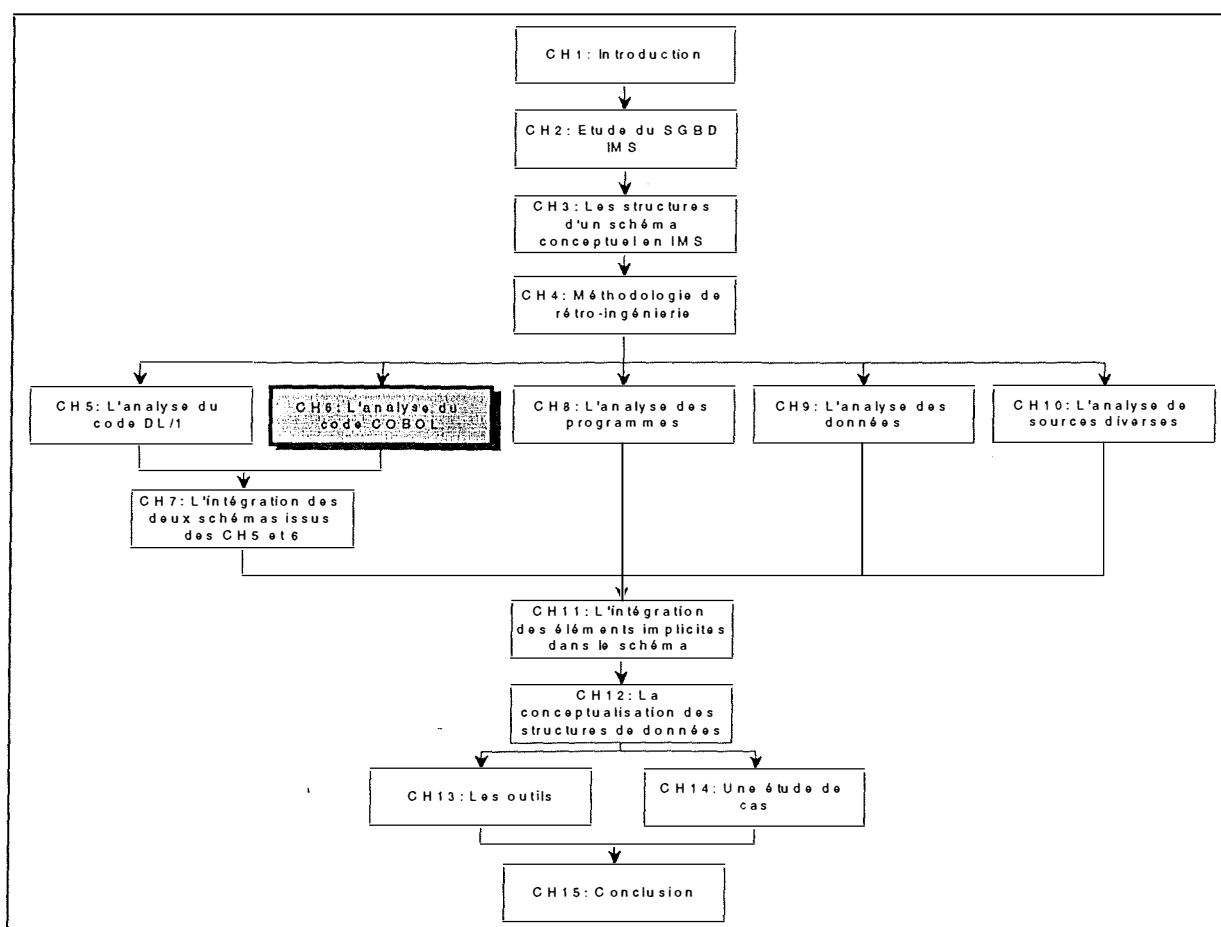 CH1: Introduction
CH2: Etude du SGBD
IMS
CH3: Les structures
d'un schéma
conceptuel en IMS
CH4: Méthodologie de
rétro-ingénierie
CH5: L'analyse du
code DL/1
CH6: L'analyse du
code COBOL
CH8: L'analyse des
programmes
CH9: L'analyse des
données
CH10: L'analyse de
sources diverses
CH7: L'intégration des
deux schémas issus
des CH5 et 6
CH11: L'intégration
des éléments implicites
dans le schéma
CH12: La
conceptualisation des
structures de données
CH13: Les outils
CH14: Une étude de
cas
CH15: Conclusion